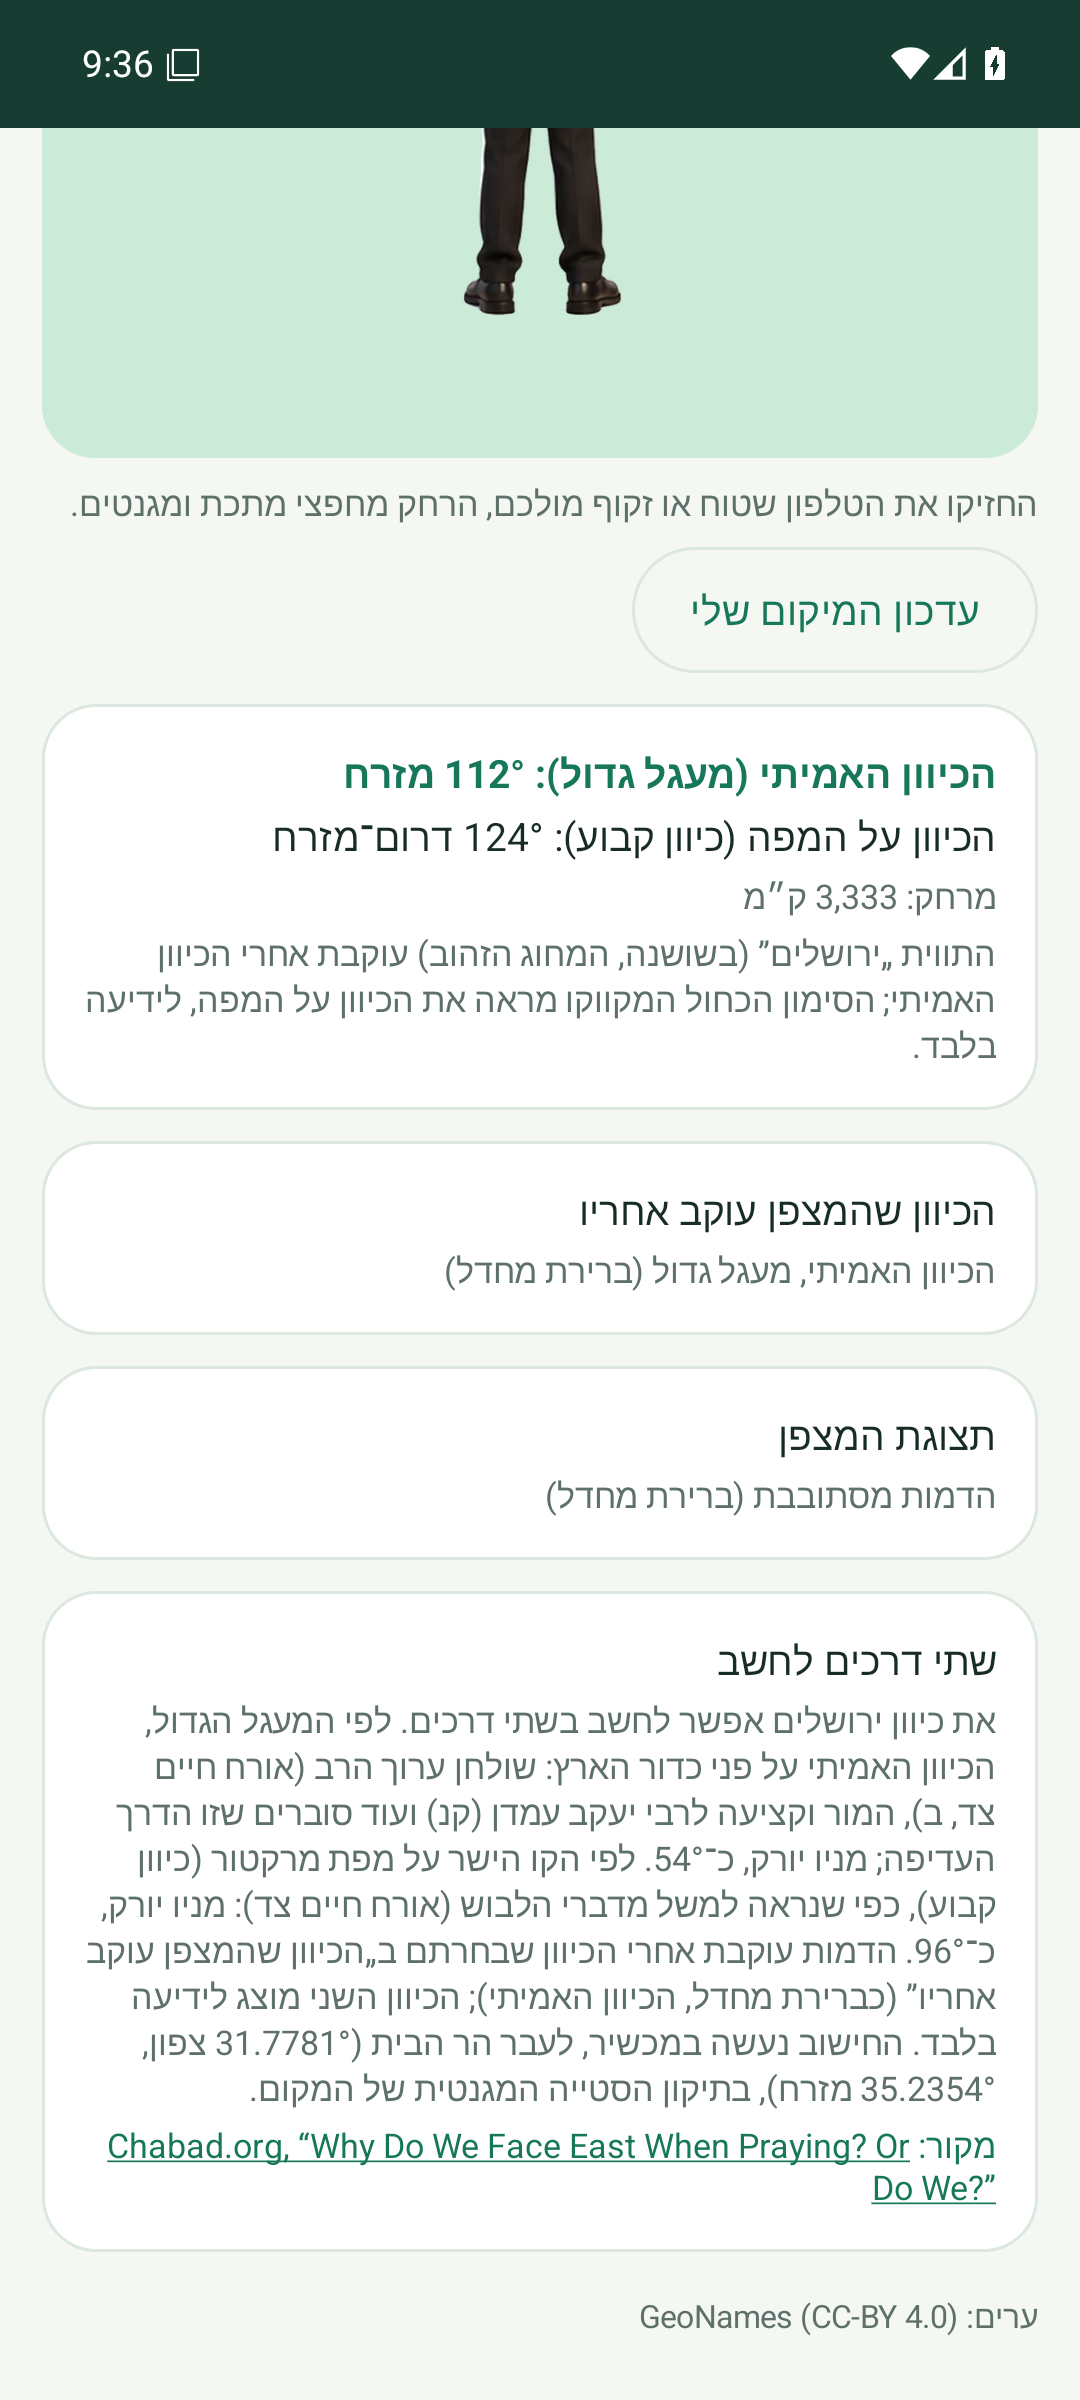 9:36
החזיקו את הטלפון שטוח או זקוף מולכם, הרחק מחפצי מתכת ומגנטים.
עדכון המיקום שלי
הכיוון האמיתי (מעגל גדול): 112° מזרח
הכיוון על המפה (כיוון קבוע): 124° דרום־מזרח
מרחק: 3,333 ק״מ
התווית „ירושלים” (בשושנה, המחוג הזהוב) עוקבת אחרי הכיוון
האמיתי; הסימון הכחול המקווקו מראה את הכיוון על המפה, לידיעה
בלבד.
הכיוון שהמצפן עוקב אחריו
הכיוון האמיתי, מעגל גדול (ברירת מחדל)
תצוגת המצפן
הדמות מסתובבת (ברירת מחדל)
שתי דרכים לחשב
את כיוון ירושלים אפשר לחשב בשתי דרכים. לפי המעגל הגדול,
הכיוון האמיתי על פני כדור הארץ: שולחן ערוך הרב (אורח חיים
צד, ב), המור וקציעה לרבי יעקב עמדן (קנ) ועוד סוברים שזו הדרך
העדיפה; מניו יורק, כ־54°. לפי הקו הישר על מפת מרקטור (כיוון
קבוע), כפי שנראה למשל מדברי הלבוש (אורח חיים צד): מניו יורק,
כ־96°. הדמות עוקבת אחרי הכיוון שבחרתם ב„הכיוון שהמצפן עוקב
אחריו” (כברירת מחדל, הכיוון האמיתי); הכיוון השני מוצג לידיעה
בלבד. החישוב נעשה במכשיר, לעבר הר הבית (31.7781° צפון,
35.2354° מזרח), בתיקון הסטייה המגנטית של המקום.
מקור: Chabad.org, “Why Do We Face East When Praying? Or
Do We?”
ערים: GeoNames (CC-BY 4.0)